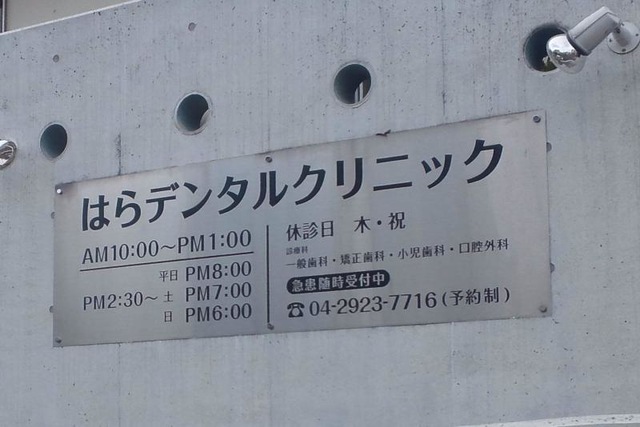 はらデンタルクリニック
AM10:00〜PM1:00
PM2:30〜
平日 PM8:00
土 PM7:00
日 PM6:00
休診日 木・祝
診療科
一般歯科・矯正歯科・小児歯科・口腔外科
急患随時受付中
☎04-2923-7716(予約制)